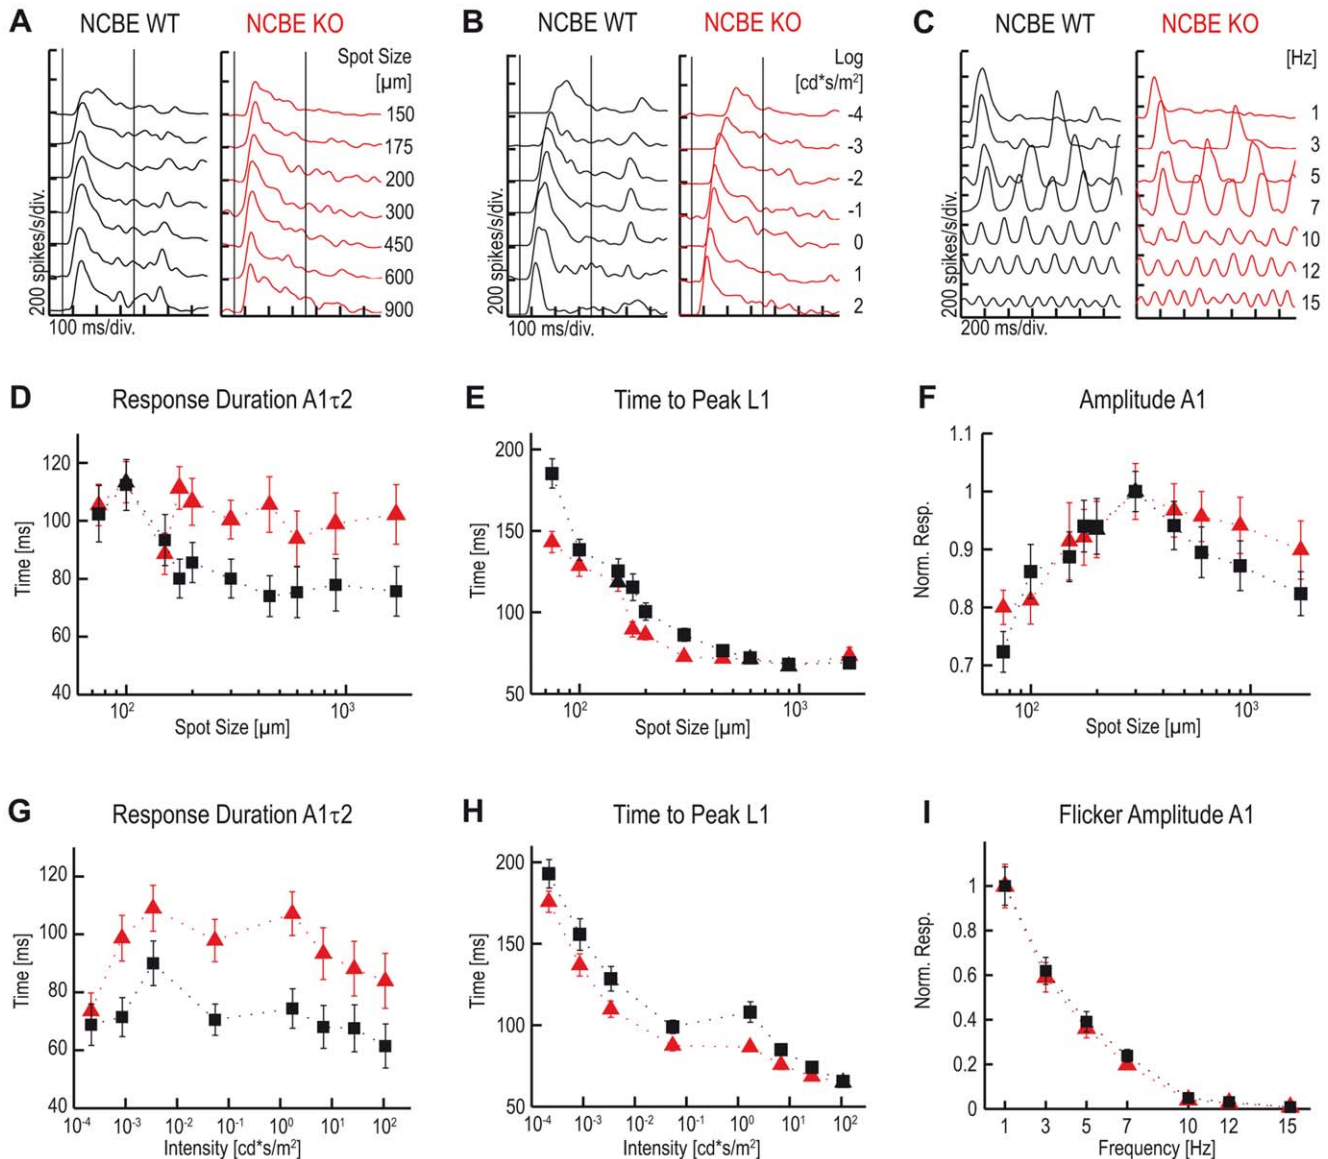 A NCBE WT NCBE KO
Spot Size
[µm]
150
175
200
300
450
600
900
200 spikes/s/div.
100 ms/div.
B NCBE WT NCBE KO
Log
[cd*s/m²]
-4
-3
-2
-1
0
1
2
200 spikes/s/div.
100 ms/div.
C NCBE WT NCBE KO
[Hz]
1
3
5
7
10
12
15
200 spikes/s/div.
200 ms/div.
D Response Duration A1τ2
Time [ms]
120
100
80
60
40
10² 10³
Spot Size [µm]
E Time to Peak L1
Time [ms]
200
150
100
50
10² 10³
Spot Size [µm]
F Amplitude A1
Norm. Resp.
1.1
1
0.9
0.8
0.7
10² 10³
Spot Size [µm]
G Response Duration A1τ2
Time [ms]
120
100
80
60
40
10⁻⁴ 10⁻³ 10⁻² 10⁻¹ 10⁰ 10¹ 10²
Intensity [cd*s/m²]
H Time to Peak L1
Time [ms]
200
150
100
50
10⁻⁴ 10⁻³ 10⁻² 10⁻¹ 10⁰ 10¹ 10²
Intensity [cd*s/m²]
I Flicker Amplitude A1
Norm. Resp.
1
0.8
0.6
0.4
0.2
0
1 3 5 7 10 12 15
Frequency [Hz]